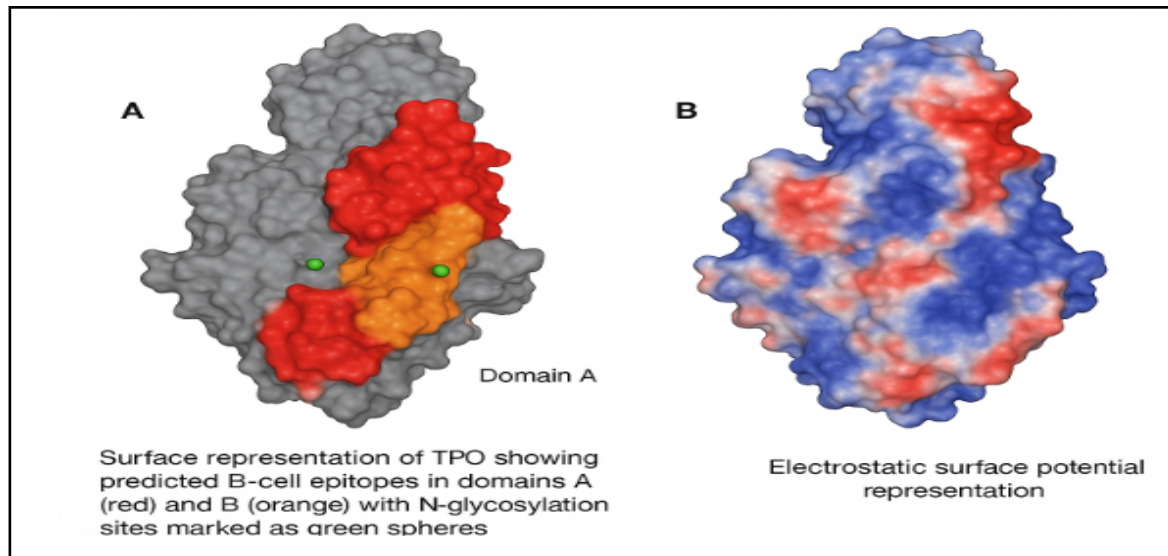 A
B
Domain A
Surface representation of TPO showing
predicted B-cell epitopes in domains A
(red) and B (orange) with N-glycosylation
sites marked as green spheres
Electrostatic surface potential
representation